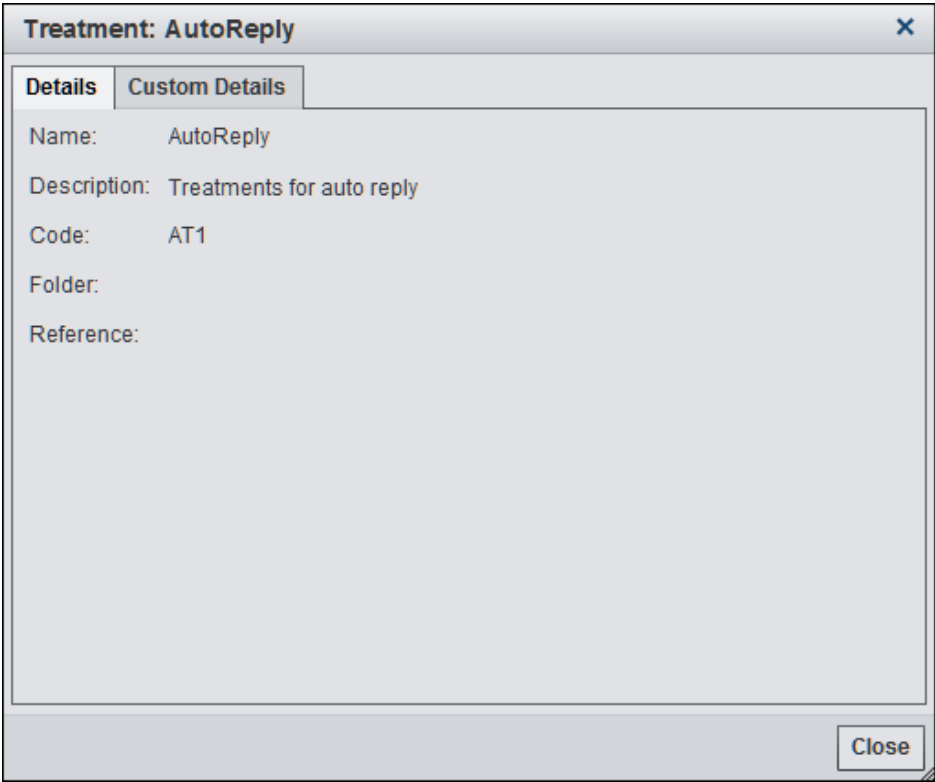 Treatment: AutoReply ×
Details Custom Details
Name: AutoReply
Description: Treatments for auto reply
Code: AT1
Folder:
Reference:
Close